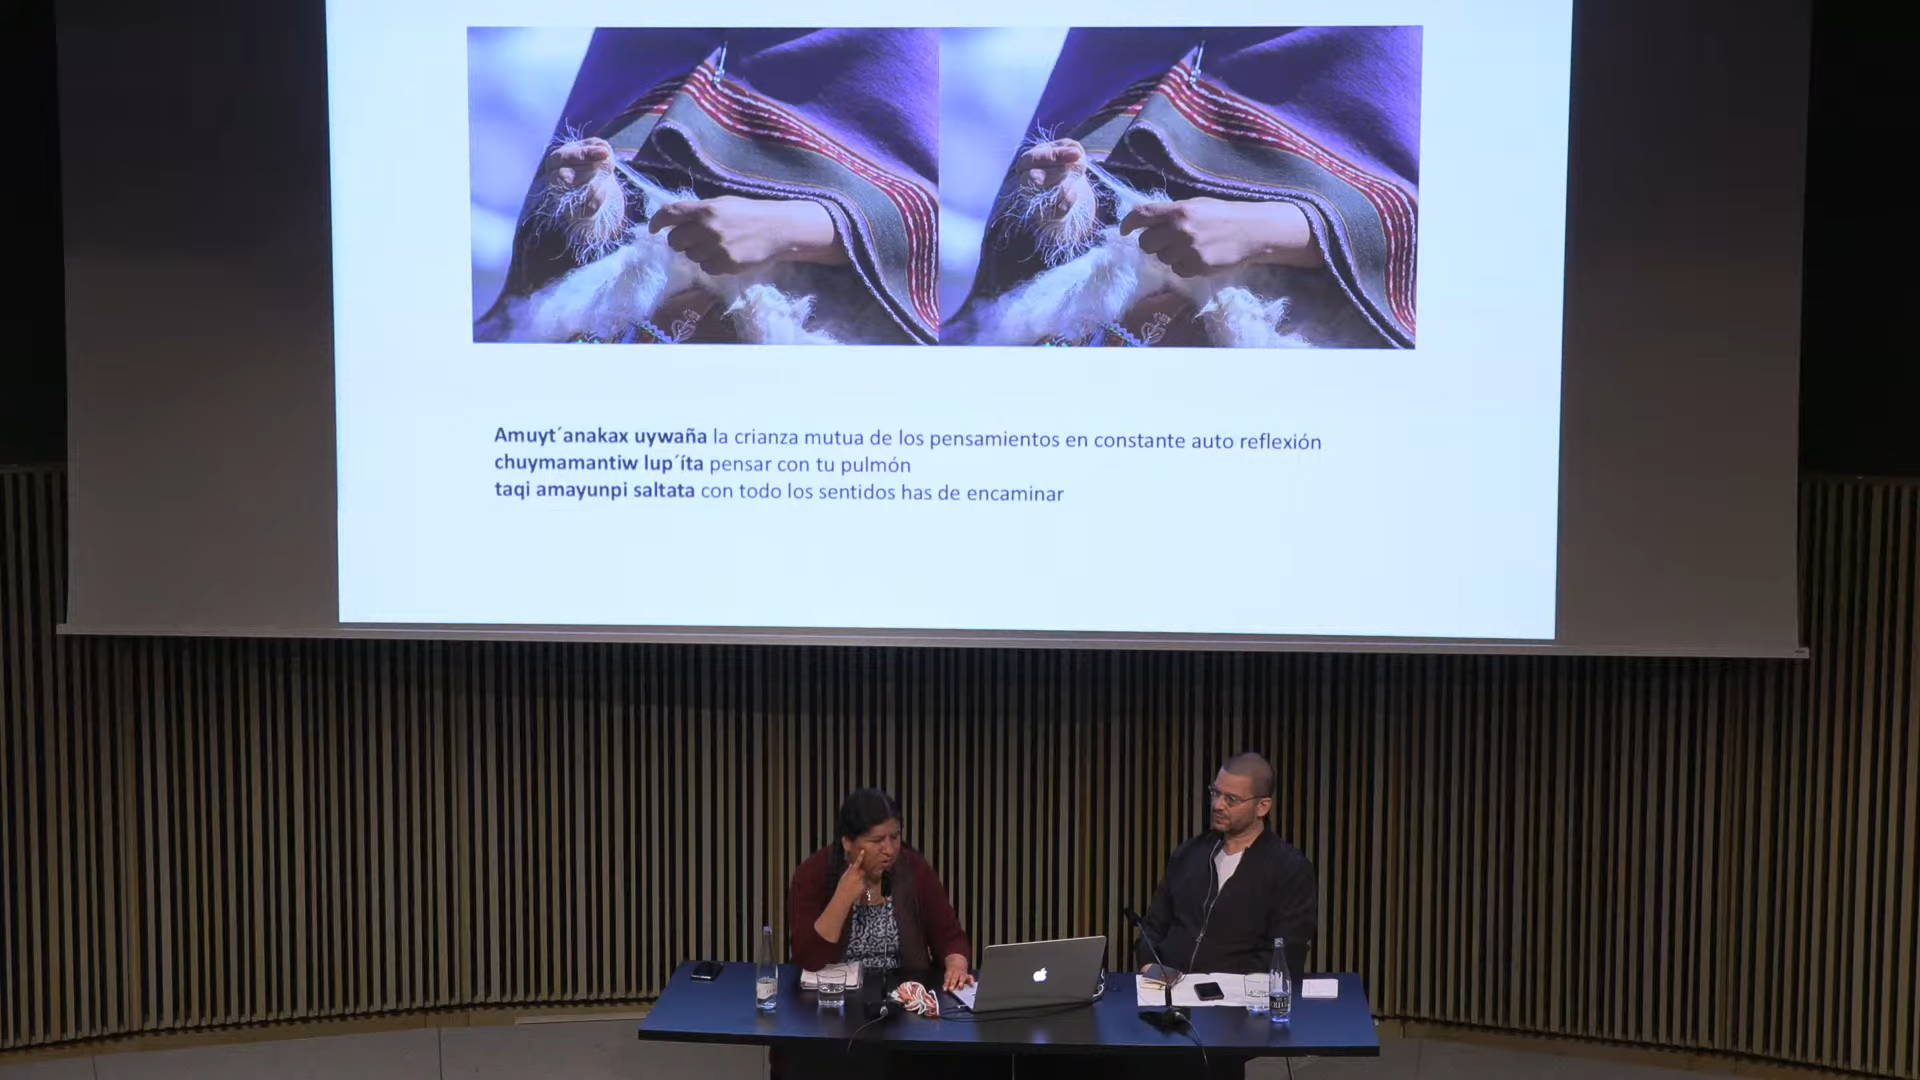 Amuyt´anakax uywaña la crianza mutua de los pensamientos en constante auto reflexión
chuymamantiw lup´íta pensar con tu pulmón
taqi amayunpi saltata con todo los sentidos has de encaminar